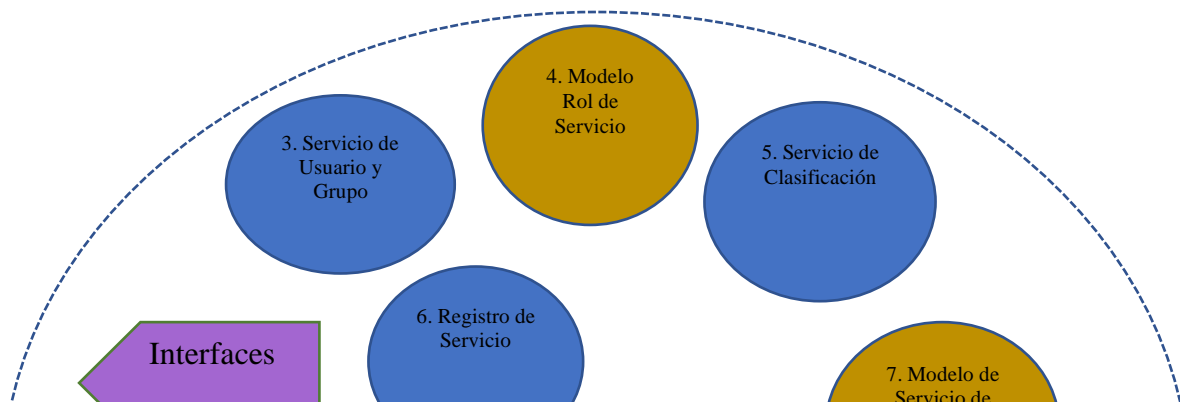 4. Modelo
Rol de
Servicio
3. Servicio de
Usuario y
Grupo
5. Servicio de
Clasificación
6. Registro de
Servicio
Interfaces
7. Modelo de
Servicio de